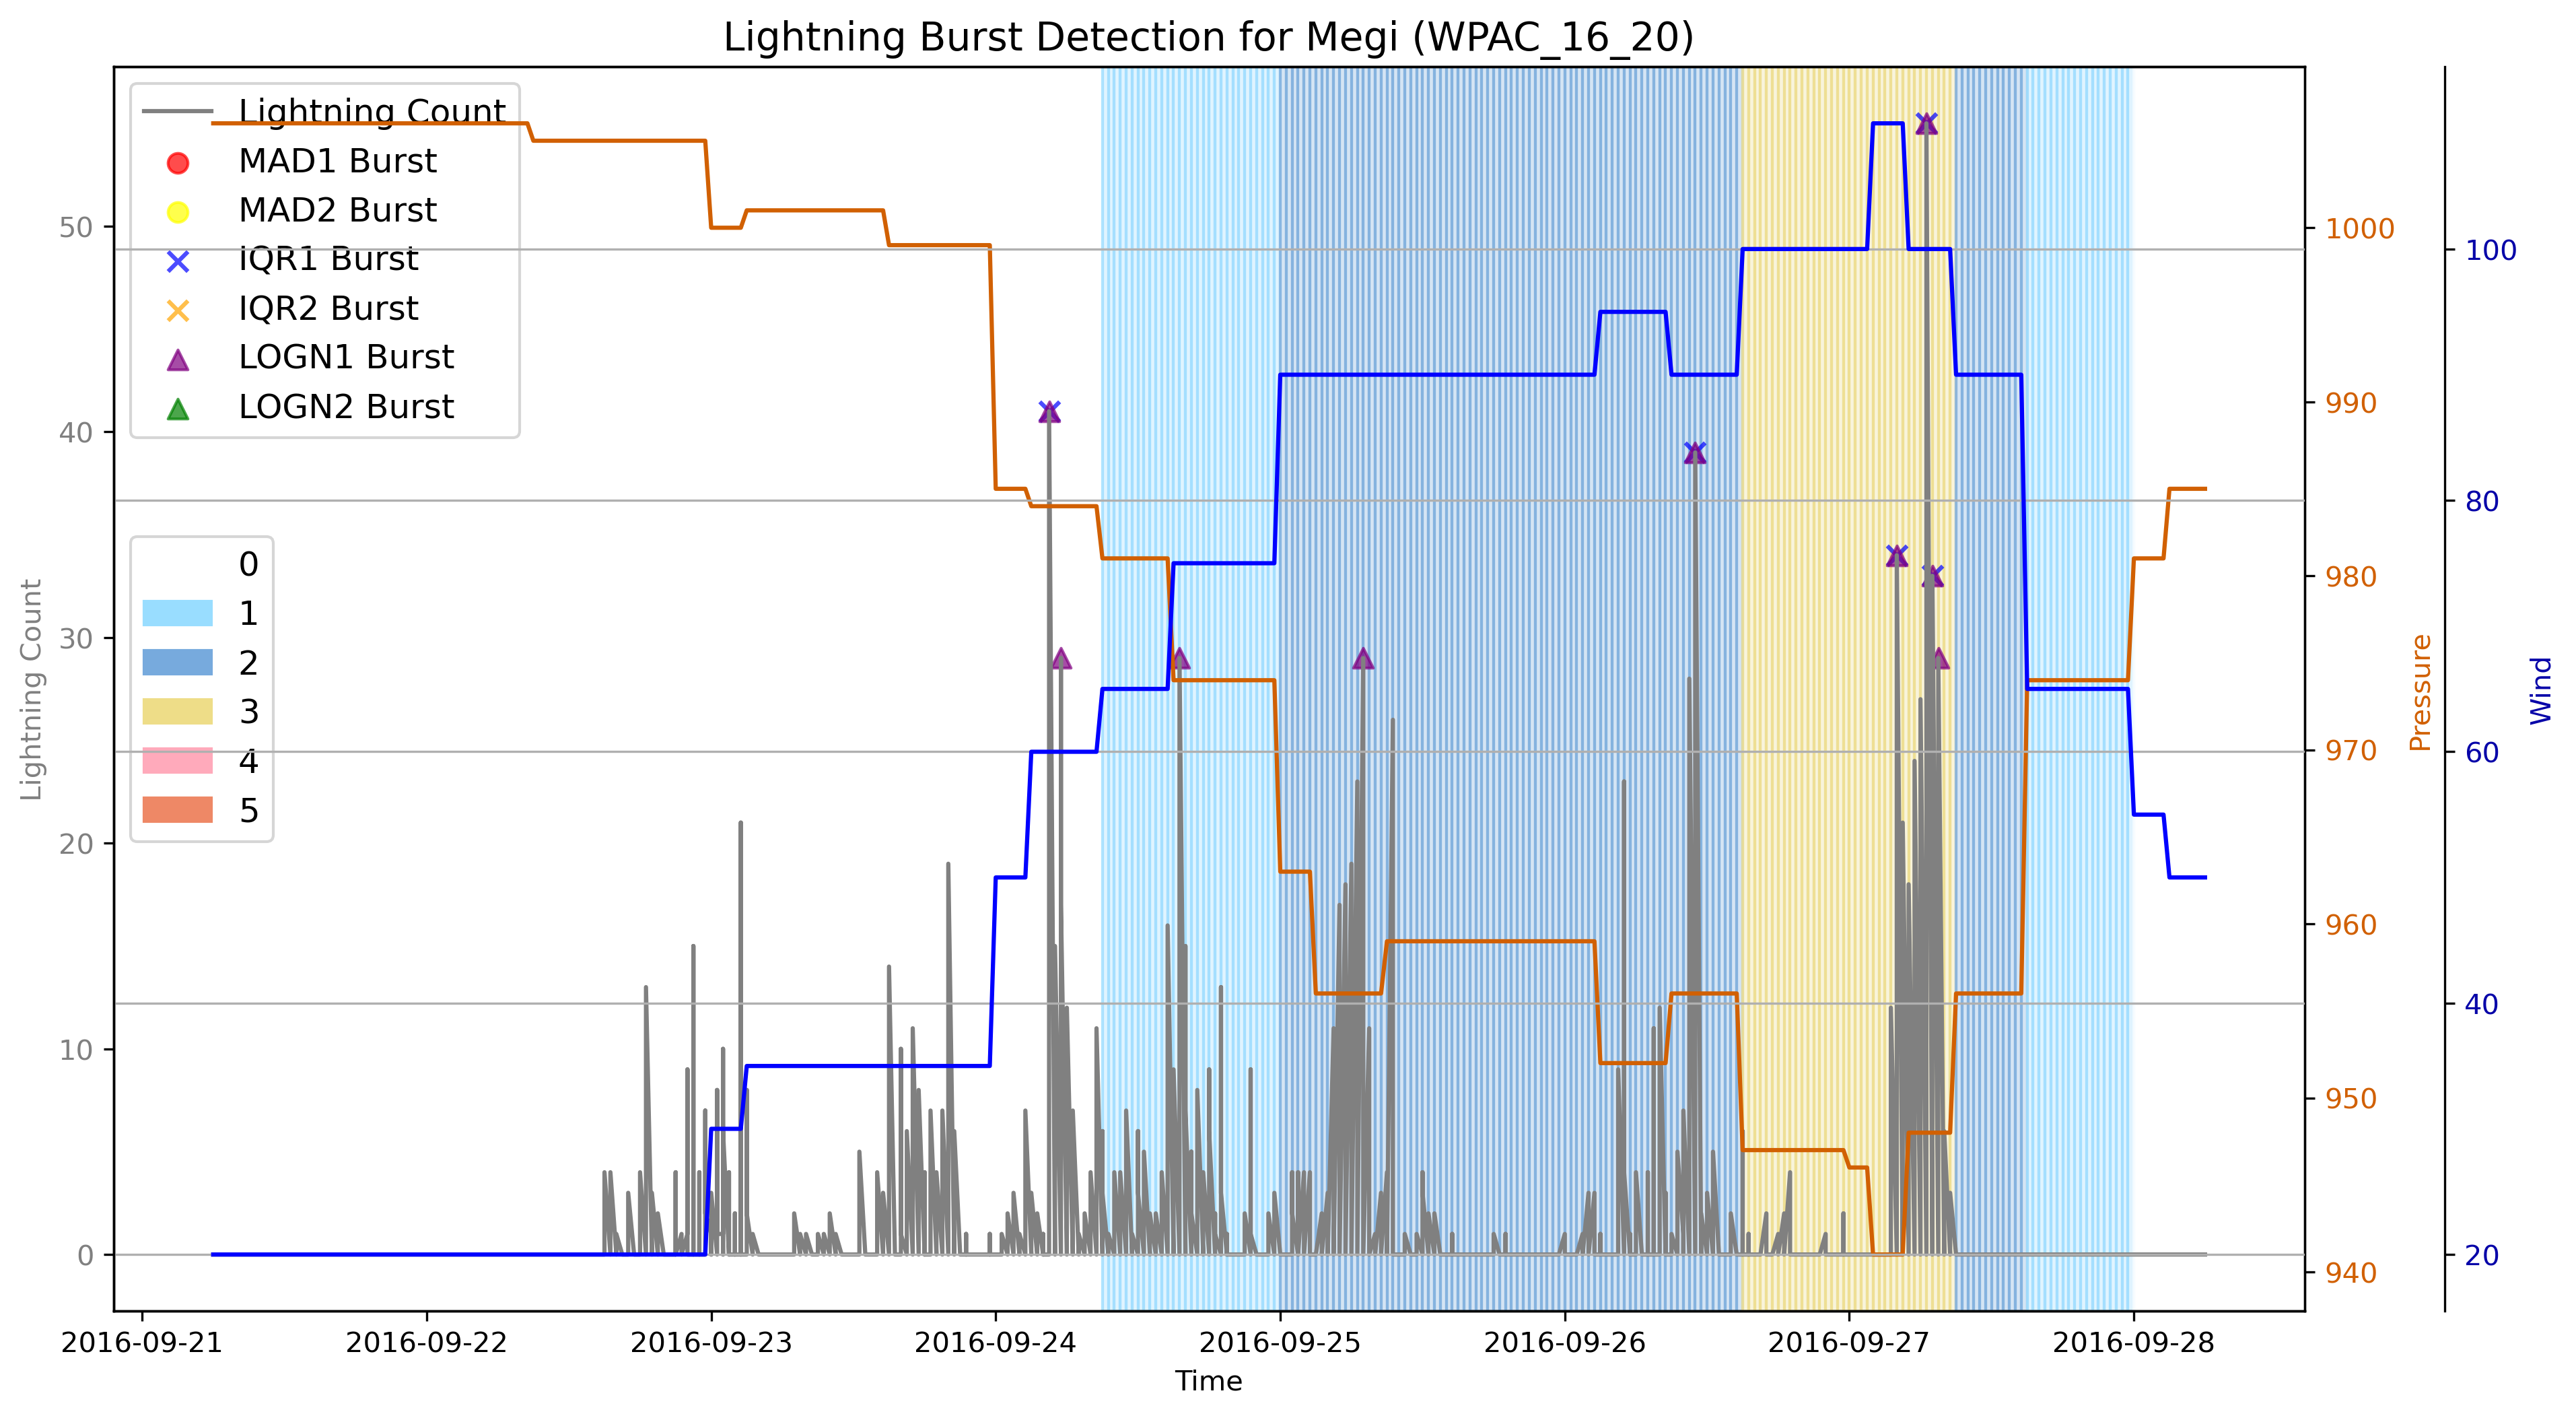 Lightning Burst Detection for Megi (WPAC_16_20)
Lightning Count
MAD1 Burst
MAD2 Burst
IQR1 Burst
IQR2 Burst
LOGN1 Burst
LOGN2 Burst
0
1
2
3
4
5
Lightning Count
50
40
30
20
10
0
1000
990
980
970
960
950
940
Pressure
100
80
60
40
20
Wind
2016-09-21 2016-09-22 2016-09-23 2016-09-24 2016-09-25 2016-09-26 2016-09-27 2016-09-28
Time